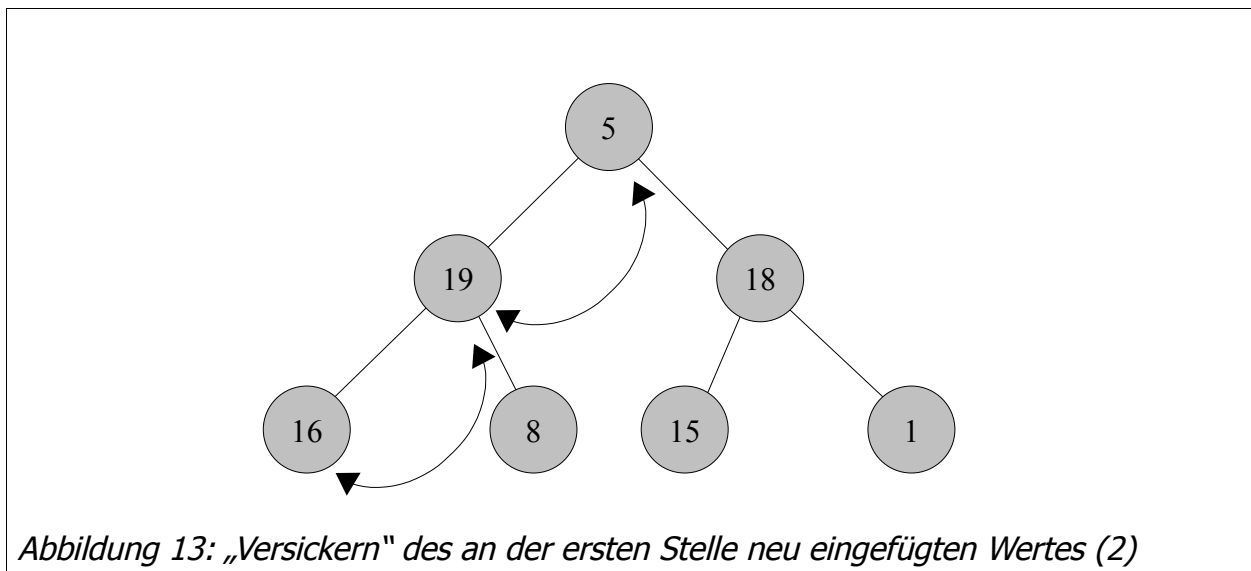 5
19 18
16 8 15 1
Abbildung 13: „Versickern“ des an der ersten Stelle neu eingefügten Wertes (2)